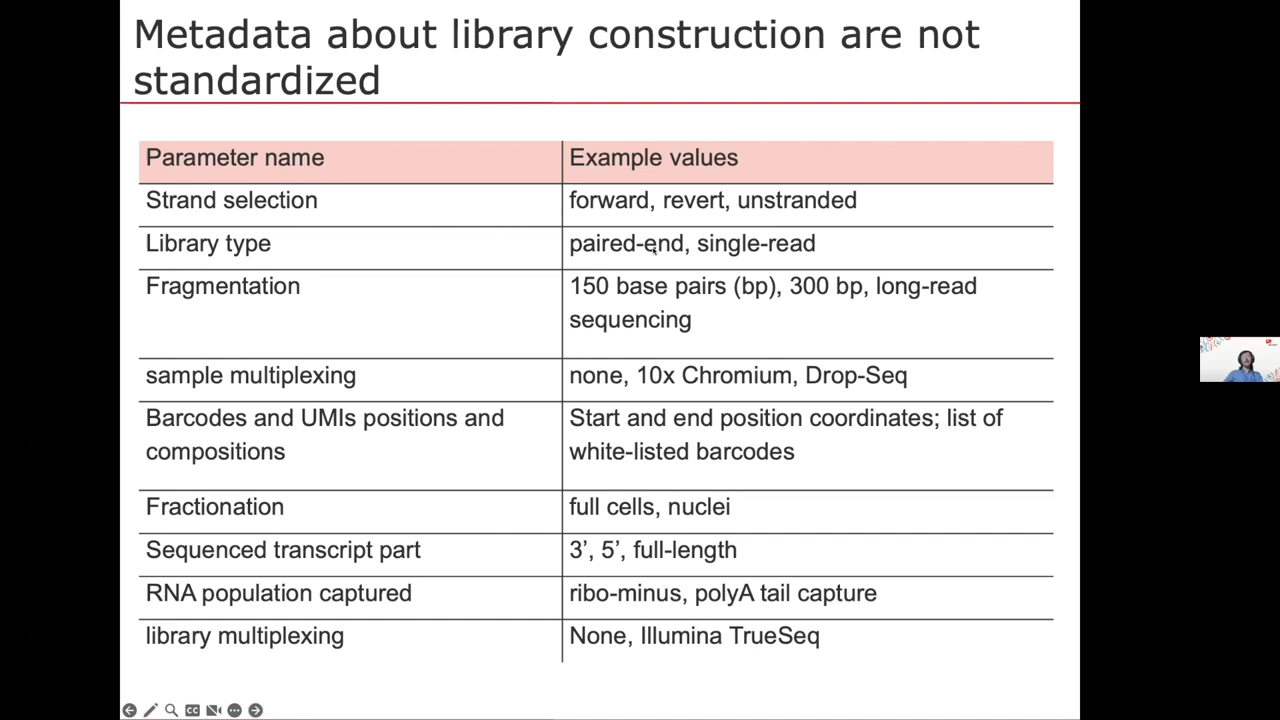 Metadata about library construction are not
standardized
Parameter name
Example values
Strand selection
forward, revert, unstranded
Library type
paired-end, single-read
Fragmentation
150 base pairs (bp), 300 bp, long-read
sequencing
sample multiplexing
none, 10x Chromium, Drop-Seq
Barcodes and UMIs positions and
compositions
Start and end position coordinates; list of
white-listed barcodes
Fractionation
full cells, nuclei
Sequenced transcript part
3’, 5’, full-length
RNA population captured
ribo-minus, polyA tail capture
library multiplexing
None, Illumina TrueSeq
CC